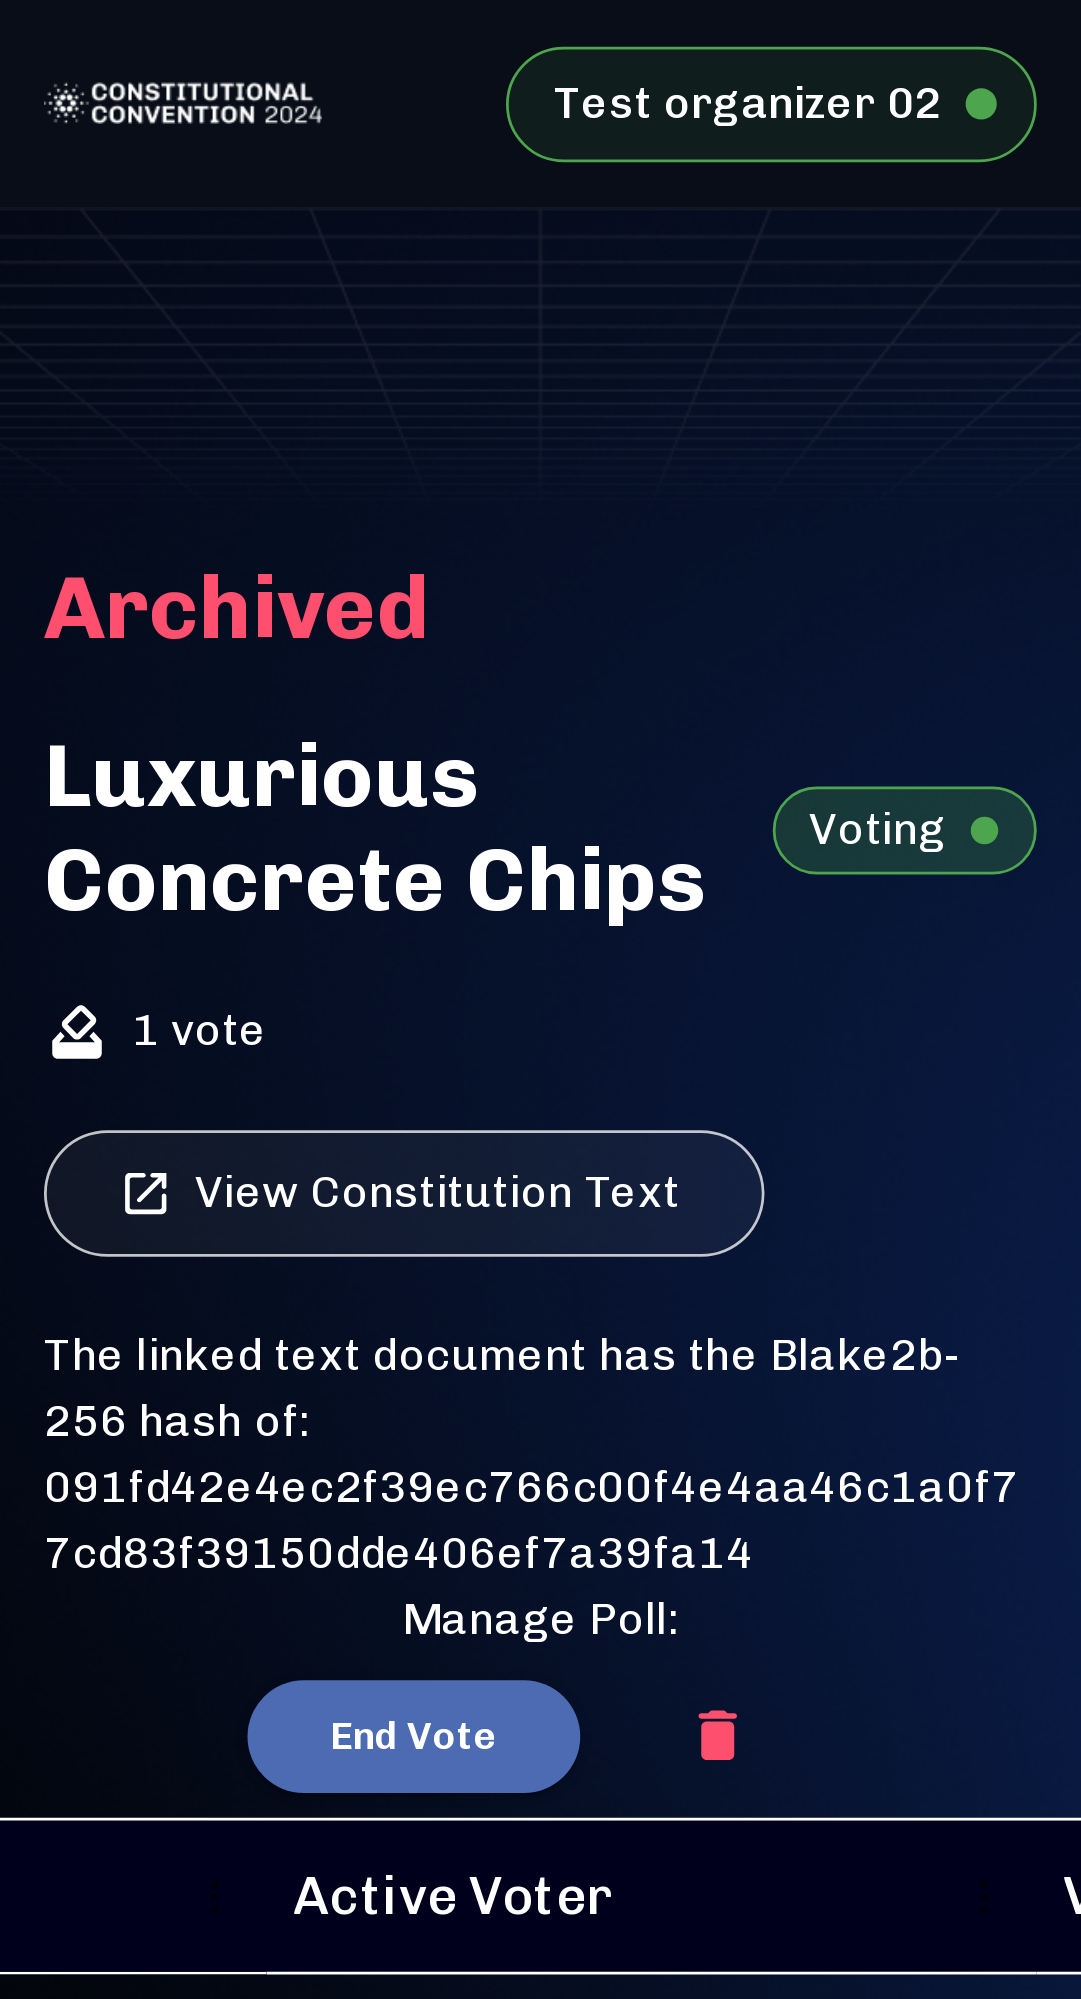 CONSTITUTIONAL
CONVENTION 2024
Test organizer 02
Archived
Luxurious
Concrete Chips
Voting
1 vote
View Constitution Text
The linked text document has the Blake2b-
256 hash of:
091fd42e4ec2f39ec766c00f4e4aa46c1a0f7
7cd83f39150dde406ef7a39fa14
Manage Poll:
End Vote
Active Voter